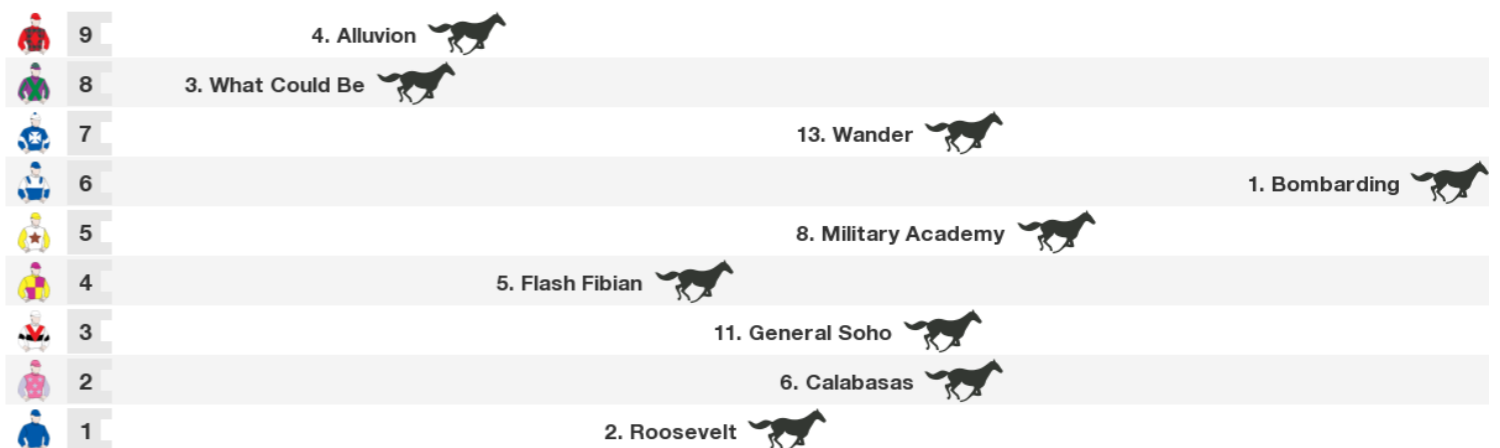 9 4. Alluvion
8 3. What Could Be
7 13. Wander
6 1. Bombarding
5 8. Military Academy
4 5. Flash Fibian
3 11. General Soho
2 6. Calabasas
1 2. Roosevelt